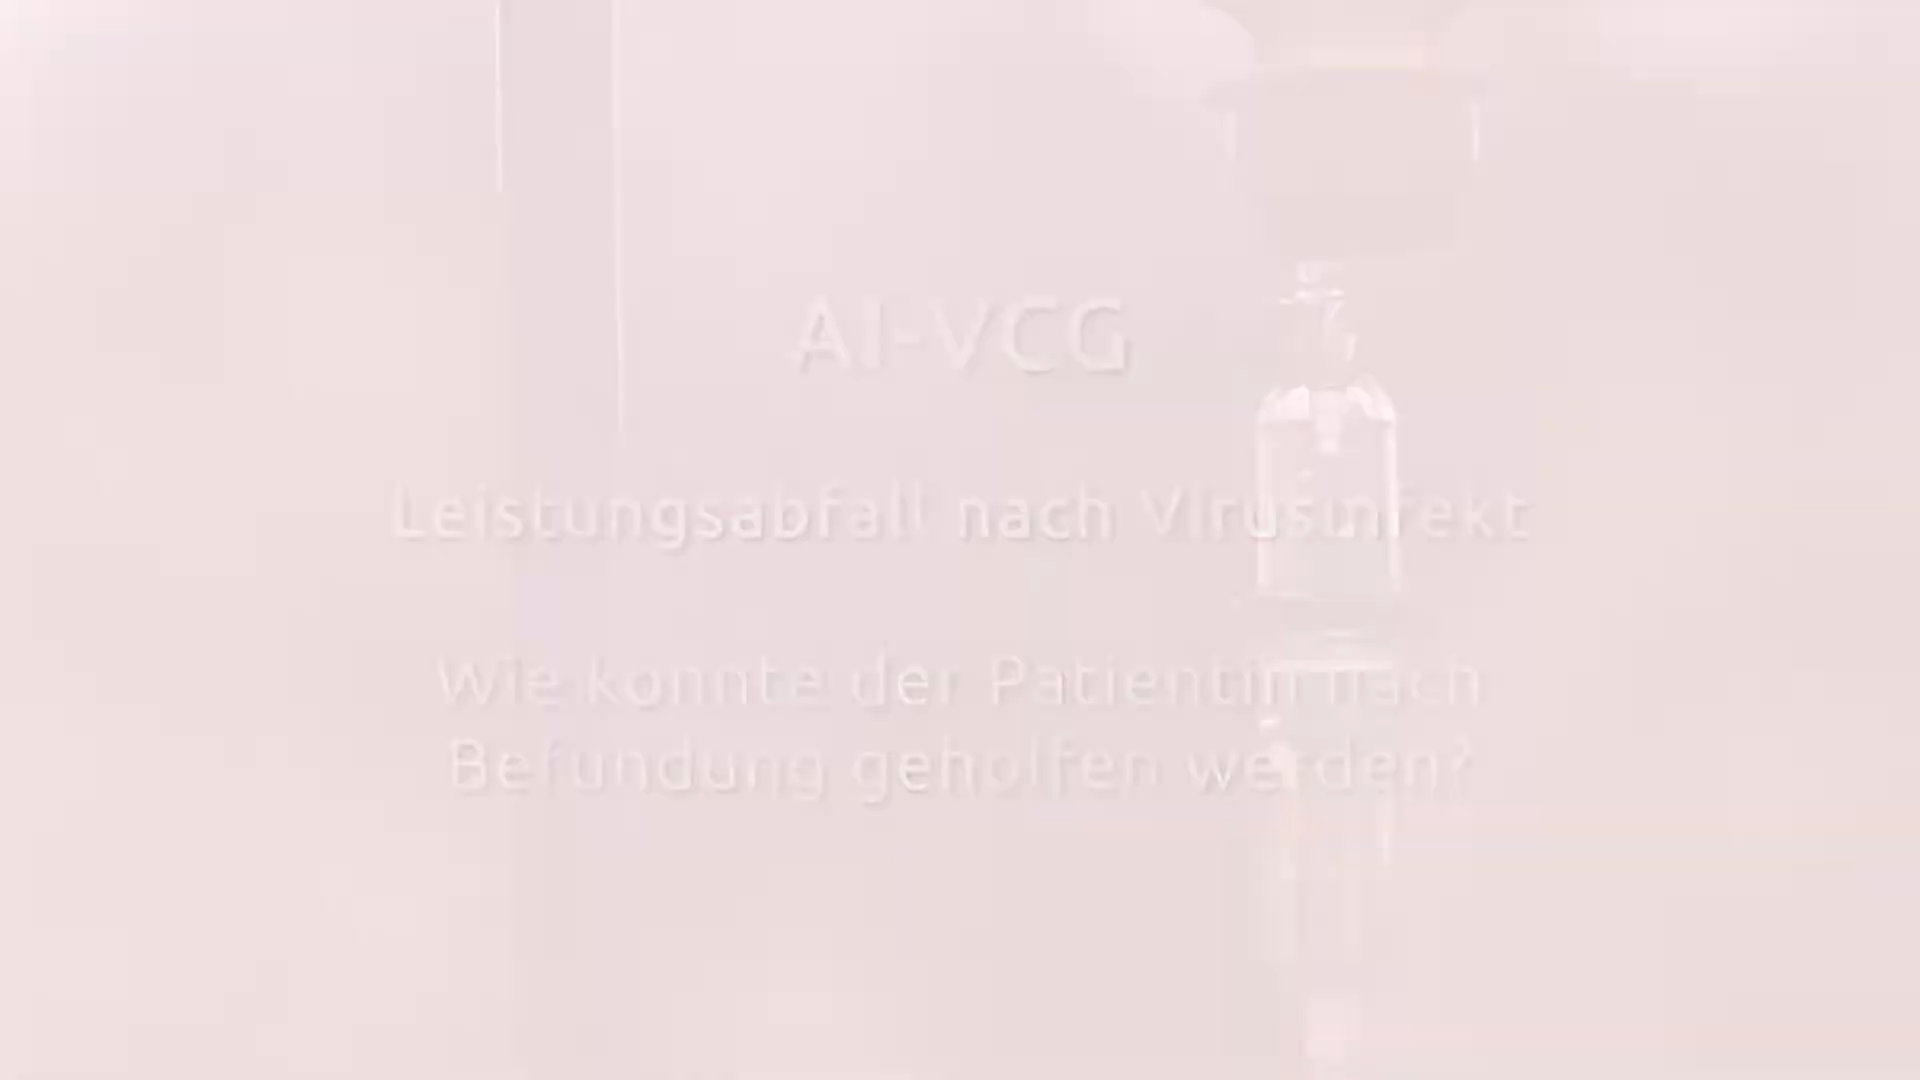 AI-VCG
Leistungsabfall nach Virusinfekt
Wie konnte der Patientin nach
Befundung geholfen werden?